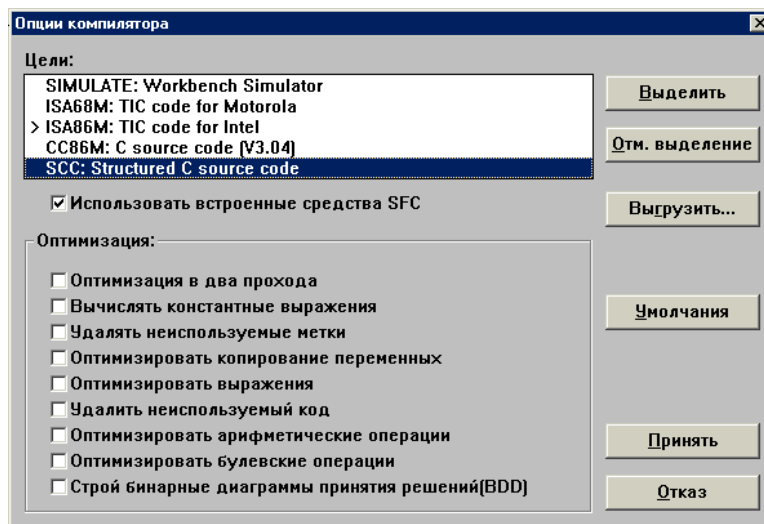 Опции компилятора
Цели:
SIMULATE: Workbench Simulator
ISA68M: TIC code for Motorola
> ISA86M: TIC code for Intel
CC86M: C source code (V3.04)
SCC: Structured C source code
Использовать встроенные средства SFC
Оптимизация:
Оптимизация в два прохода
Вычислять константные выражения
Удалять неиспользуемые метки
Оптимизировать копирование переменных
Оптимизировать выражения
Удалить неиспользуемый код
Оптимизировать арифметические операции
Оптимизировать булевские операции
Строй бинарные диаграммы принятия решений(BDD)
Выделить
Отм. выделение
Выгрузить...
Умолчания
Принять
Отказ